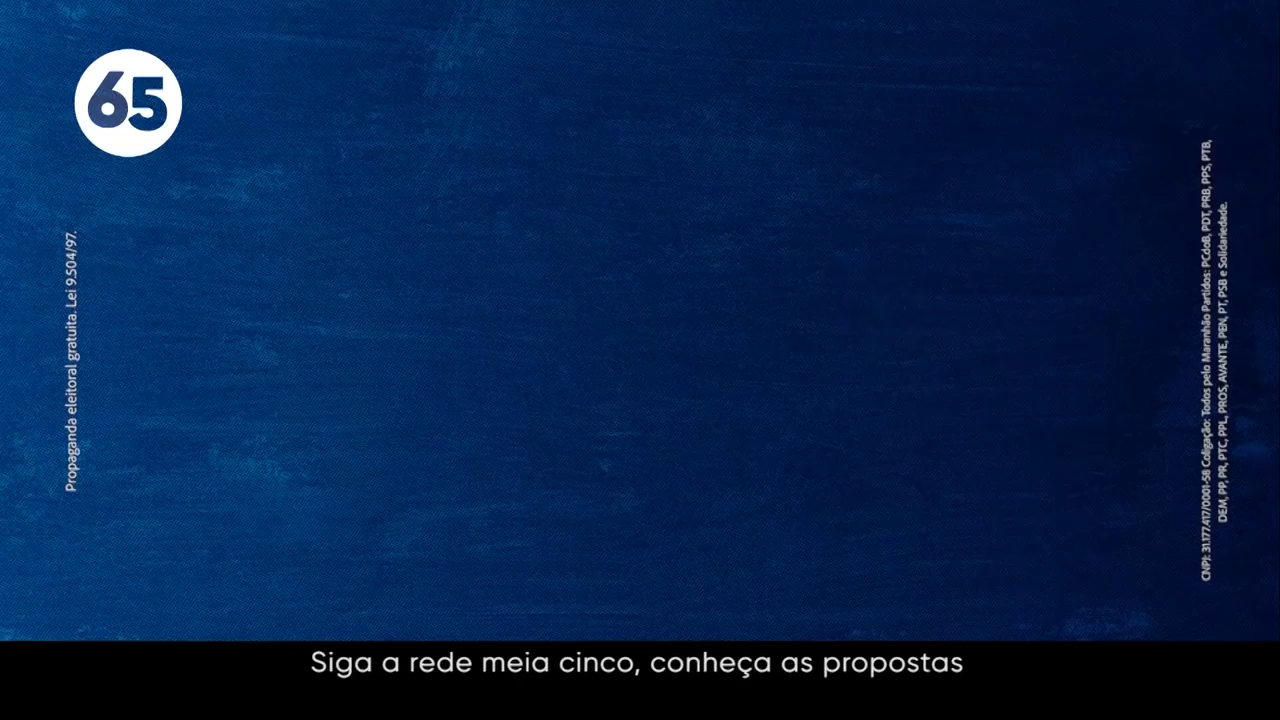 65
Propaganda eleitoral gratuita. Lei 9.504/97.
CNPJ: 31.177.417/0001-58 Coligação: Todos pelo Maranhão Partidos: PCdoB, PDT, PRB, PPS, PTB,
DEM, PP, PR, PTC, PPL, PROS, AVANTE, PEN, PT, PSB e Solidariedade.
Siga a rede meia cinco, conheça as propostas